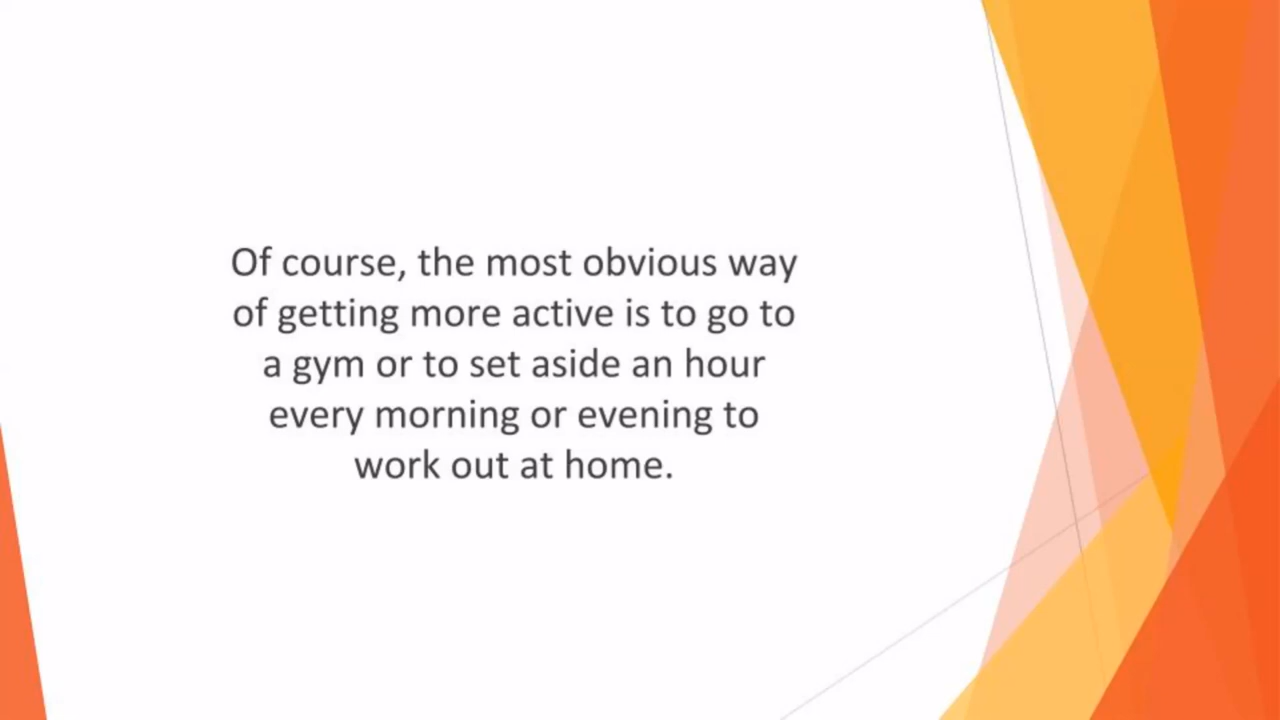 Of course, the most obvious way
of getting more active is to go to
a gym or to set aside an hour
every morning or evening to
work out at home.